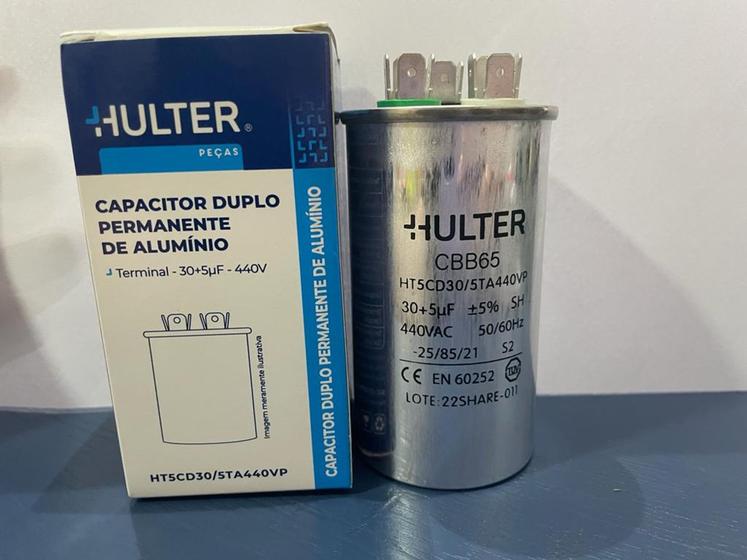 HULTER®
PEÇAS
CAPACITOR DUPLO
PERMANENTE
DE ALUMÍNIO
Terminal - 30+5µF - 440V
Imagem meramente ilustrativa
HT5CD30/5TA440VP
CAPACITOR DUPLO PERMANENTE DE ALUMÍNIO
HULTER
CBB65
HT5CD30/5TA440VP
30+5µF ±5% SH
440VAC 50/60Hz
-25/85/21 S2
CE EN 60252
LOTE: 22SHARE-011